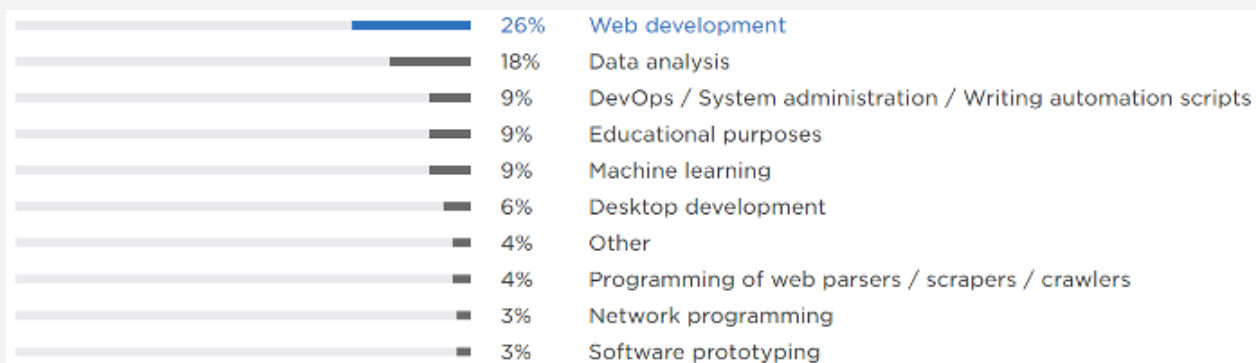 26% Web development
18% Data analysis
9% DevOps / System administration / Writing automation scripts
9% Educational purposes
9% Machine learning
6% Desktop development
4% Other
4% Programming of web parsers / scrapers / crawlers
3% Network programming
3% Software prototyping